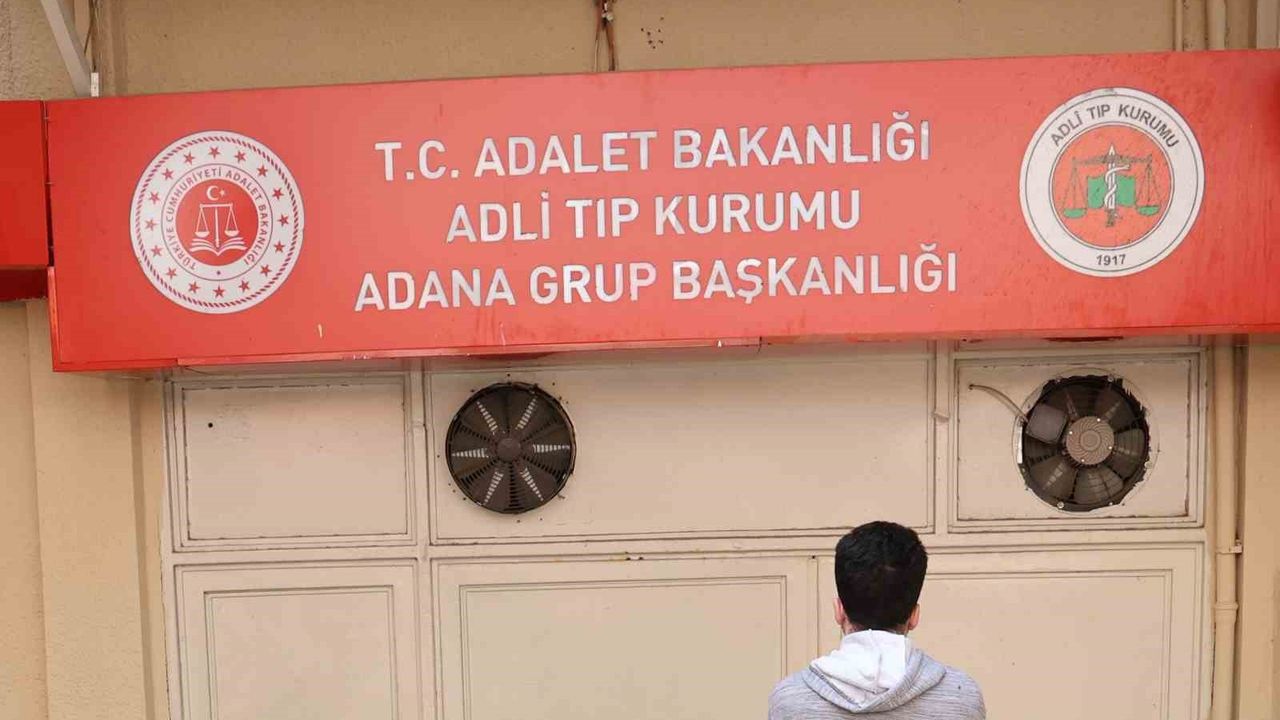 T.C. ADALET BAKANLIĞI
ADLİ TIP KURUMU
ADANA GRUP BAŞKANLIĞI
TÜRKİYE CUMHURİYETİ ADALET BAKANLIĞI
ADLİ TIP KURUMU
1917